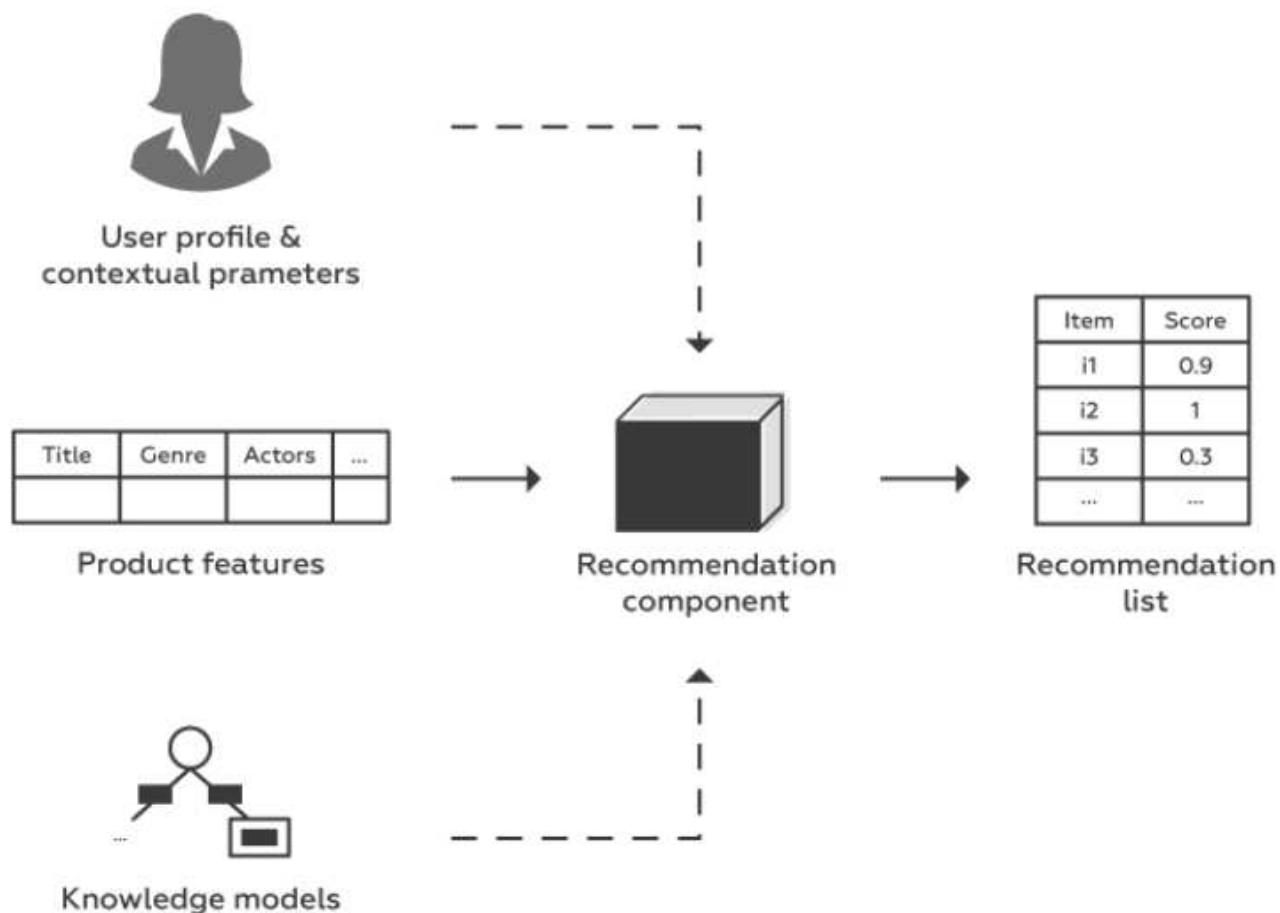 User profile &
contextual prameters
Title Genre Actors ...
Product features
Knowledge models
...
Recommendation
component
Item Score
i1 0.9
i2 1
i3 0.3
... ...
Recommendation
list